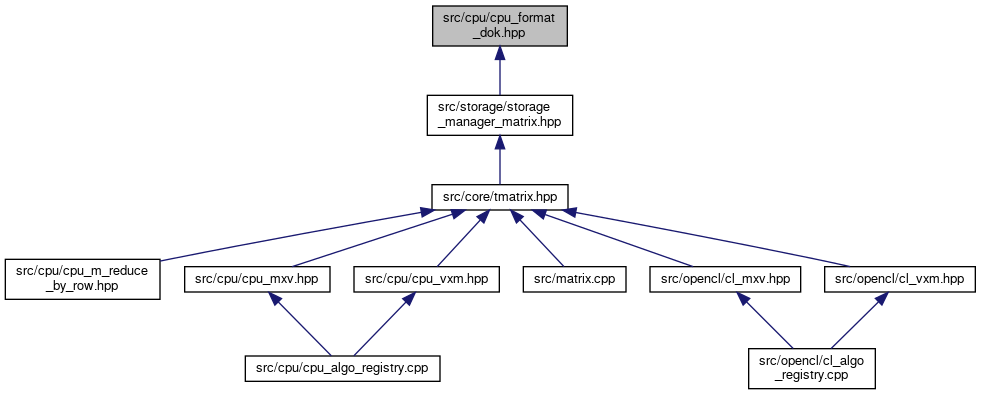 src/cpu/cpu_format
_dok.hpp
src/storage/storage
_manager_matrix.hpp
src/core/tmatrix.hpp
src/cpu/cpu_m_reduce
_by_row.hpp
src/cpu/cpu_mxv.hpp
src/cpu/cpu_vxm.hpp
src/matrix.cpp
src/opencl/cl_mxv.hpp
src/opencl/cl_vxm.hpp
src/cpu/cpu_algo_registry.cpp
src/opencl/cl_algo
_registry.cpp